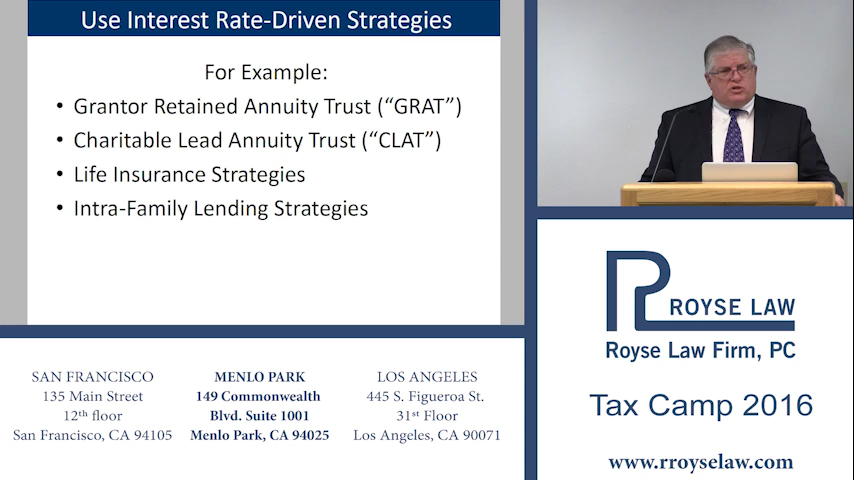 Use Interest Rate-Driven Strategies
For Example:
• Grantor Retained Annuity Trust (“GRAT”)
• Charitable Lead Annuity Trust (“CLAT”)
• Life Insurance Strategies
• Intra-Family Lending Strategies
SAN FRANCISCO
135 Main Street
12th floor
San Francisco, CA 94105
MENLO PARK
149 Commonwealth
Blvd. Suite 1001
Menlo Park, CA 94025
LOS ANGELES
445 S. Figueroa St.
31st Floor
Los Angeles, CA 90071
ROYSE LAW
Royse Law Firm, PC
Tax Camp 2016
www.rroyselaw.com